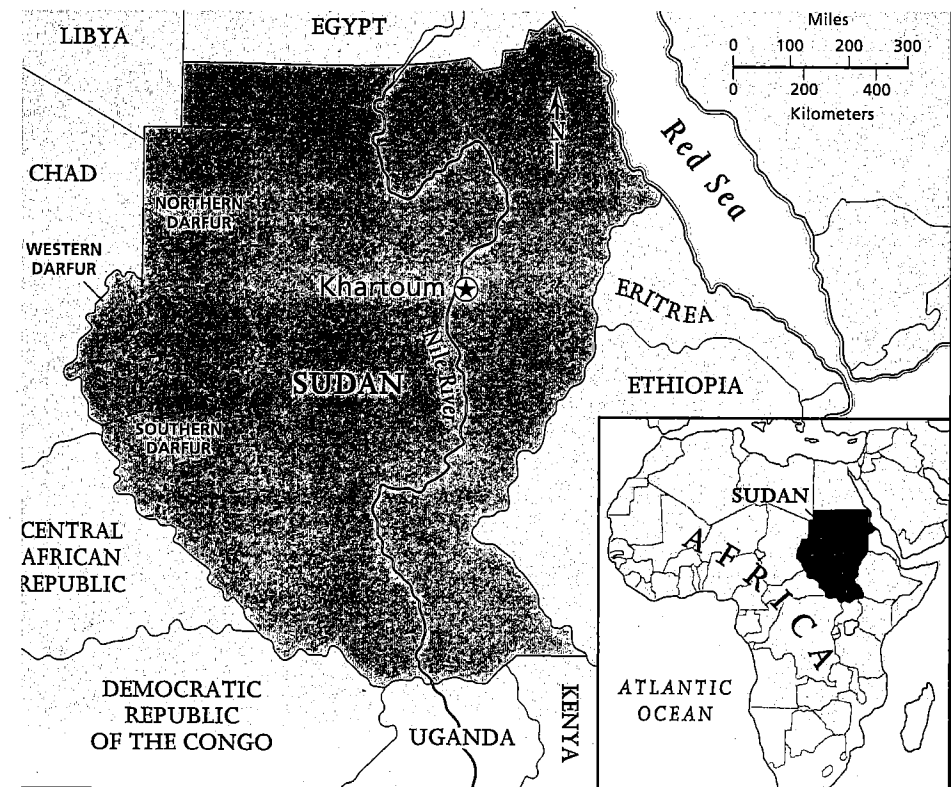 LIBYA
EGYPT
Miles
0 100 200 300
0 200 400
Kilometers
N
Red Sea
CHAD
NORTHERN
DARFUR
WESTERN
DARFUR
Khartoum
ERITREA
Nile River
SUDAN
ETHIOPIA
SOUTHERN
DARFUR
CENTRAL
AFRICAN
REPUBLIC
DEMOCRATIC
REPUBLIC
OF THE CONGO
UGANDA
KENYA
SUDAN
AFRICA
ATLANTIC
OCEAN